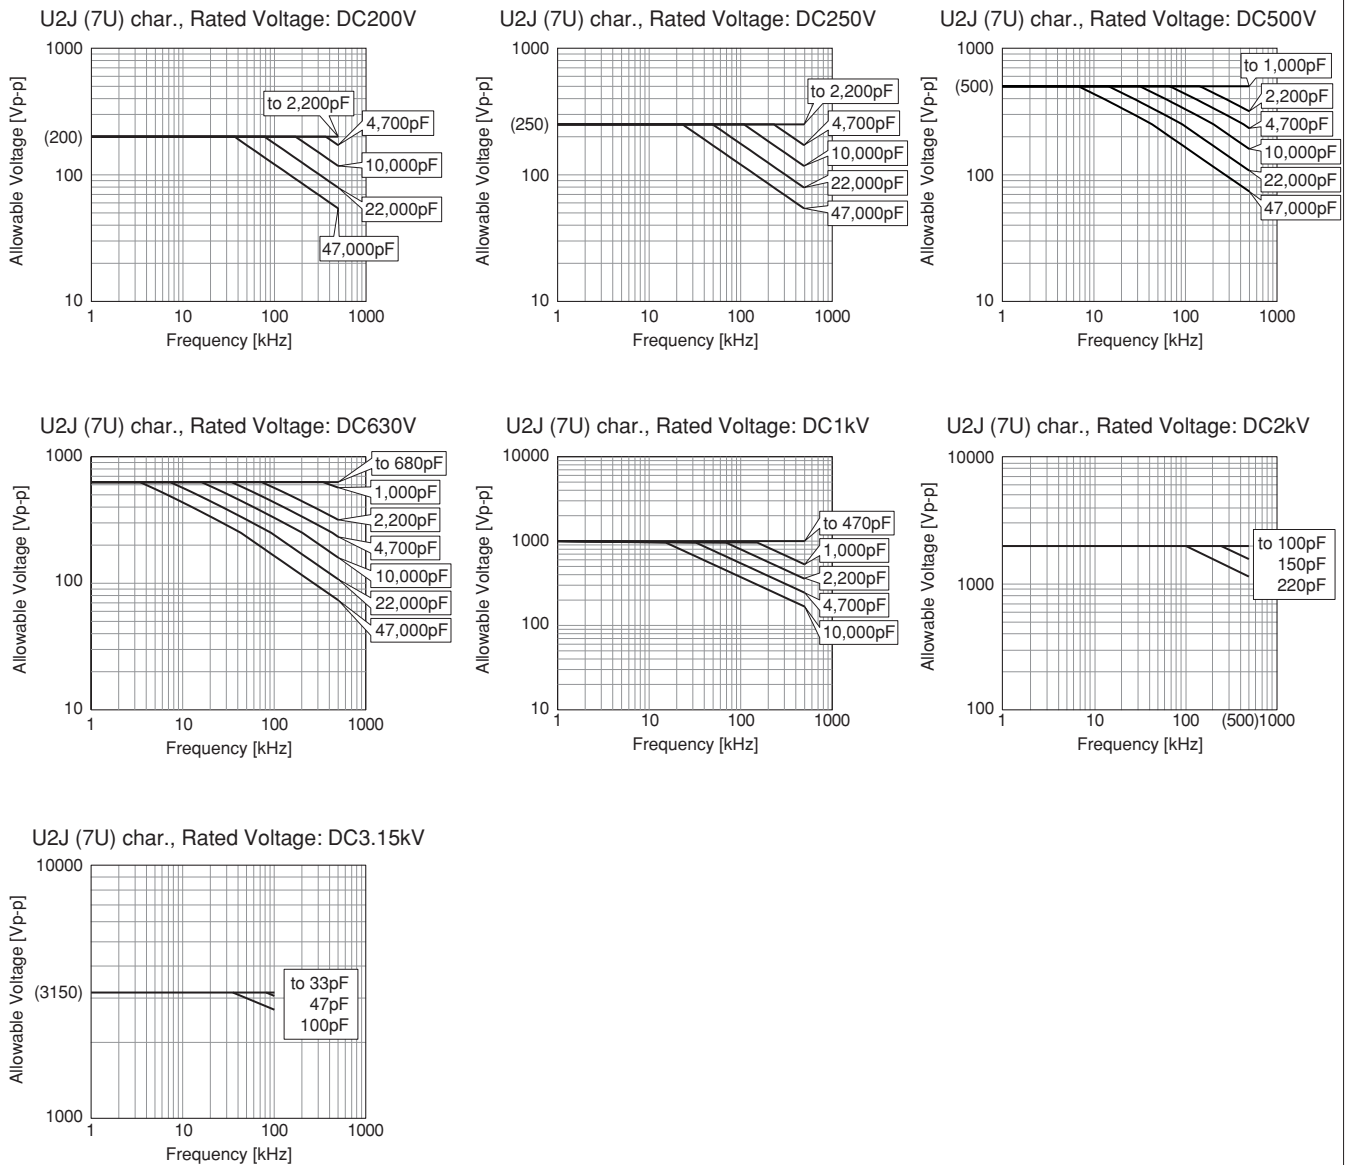 U2J (7U) char., Rated Voltage: DC200V
Allowable Voltage [Vp-p]
1000
(200)
100
10
to 2,200pF
4,700pF
10,000pF
22,000pF
47,000pF
1 10 100 1000
Frequency [kHz]
U2J (7U) char., Rated Voltage: DC250V
Allowable Voltage [Vp-p]
1000
(250)
100
10
to 2,200pF
4,700pF
10,000pF
22,000pF
47,000pF
1 10 100 1000
Frequency [kHz]
U2J (7U) char., Rated Voltage: DC500V
Allowable Voltage [Vp-p]
1000
(500)
100
10
to 1,000pF
2,200pF
4,700pF
10,000pF
22,000pF
47,000pF
1 10 100 1000
Frequency [kHz]
U2J (7U) char., Rated Voltage: DC630V
Allowable Voltage [Vp-p]
1000
100
10
to 680pF
1,000pF
2,200pF
4,700pF
10,000pF
22,000pF
47,000pF
1 10 100 1000
Frequency [kHz]
U2J (7U) char., Rated Voltage: DC1kV
Allowable Voltage [Vp-p]
10000
1000
100
10
to 470pF
1,000pF
2,200pF
4,700pF
10,000pF
1 10 100 1000
Frequency [kHz]
U2J (7U) char., Rated Voltage: DC2kV
Allowable Voltage [Vp-p]
10000
1000
100
to 100pF
150pF
220pF
1 10 100 (500)1000
Frequency [kHz]
U2J (7U) char., Rated Voltage: DC3.15kV
Allowable Voltage [Vp-p]
10000
(3150)
1000
to 33pF
47pF
100pF
1 10 100 1000
Frequency [kHz]